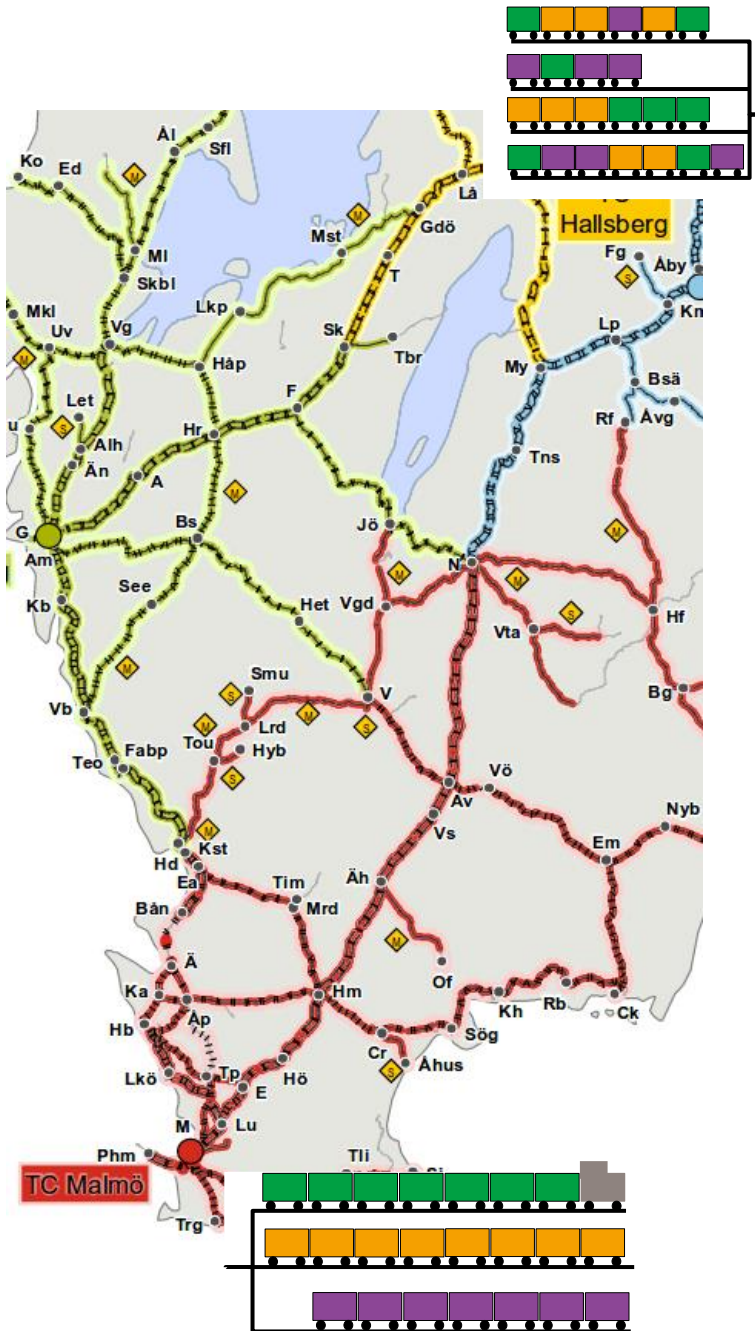 Ål
Sfl
Ko
Ed
M
Lå
Hallsberg
M
Gdö
Mst
Ml
Fg
Åby
S
T
Skbl
Km
Mkl
Lkp
Uv
Vg
Sk
Lp
M
Håp
Tbr
My
Bsä
Let
F
Rf
Åvg
u
S
Hr
Alh
Än
A
Tns
M
G
Bs
Jö
M
Am
N
See
M
M
Kb
Het
Vgd
S
Hf
Vta
M
Smu
Bg
S
V
Vb
M
Lrd
M
S
Tou
Hyb
Teo
Fabp
S
Vö
Av
Vs
Nyb
M
Em
Hd
Kst
Ea
Tim
Äh
Mrd
Bån
M
Ä
Of
Ka
Hm
Kh
Rb
Ck
Hb
Åp
Sög
Cr
Hö
Åhus
Lkö
Tp
S
E
M
Lu
Phm
TC Malmö
Tli
Trg